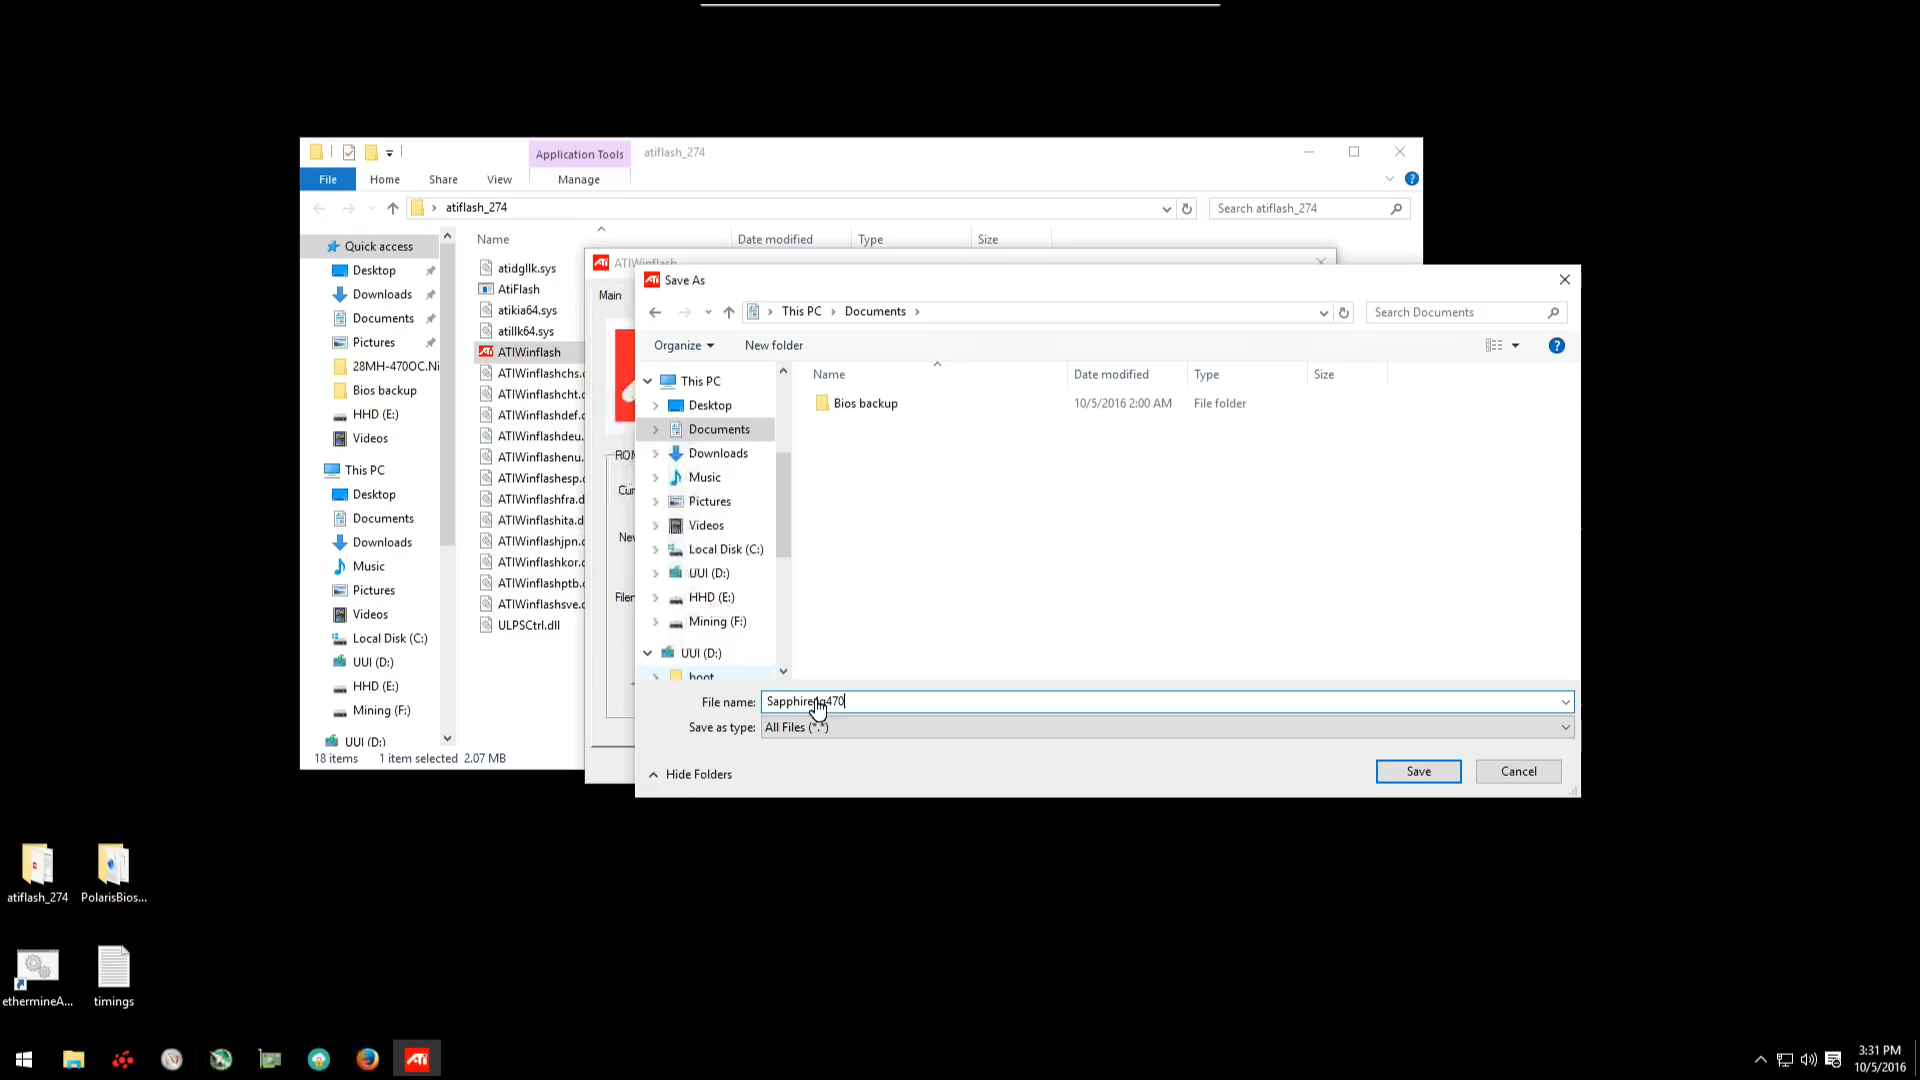 Application Tools
atiflash_274
File
Home
Share
View
Manage
atiflash_274
Search atiflash_274
Name
Date modified
Type
Size
Quick access
Desktop
Downloads
Documents
Pictures
28MH-470OC.Ni
Bios backup
HHD (E:)
Videos
This PC
Desktop
Documents
Downloads
Music
Pictures
Videos
Local Disk (C:)
UUI (D:)
HHD (E:)
Mining (F:)
UUI (D:)
atidgllk.sys
AtiFlash
atikia64.sys
atillk64.sys
ATIWinflash
ATIWinflashchs.
ATIWinflashcht.
ATIWinflashdef.
ATIWinflashdeu.
ATIWinflashenu.
ATIWinflashesp.
ATIWinflashfra.d
ATIWinflashita.d
ATIWinflashjpn.
ATIWinflashkor.
ATIWinflashptb.
ATIWinflashsve.
ULPSCtrl.dll
18 items
1 item selected 2.07 MB
ATIWinflash
Main
Save As
This PC
Documents
Search Documents
Organize
New folder
This PC
Desktop
Documents
Downloads
Music
Pictures
Videos
Local Disk (C:)
UUI (D:)
HHD (E:)
Mining (F:)
UUI (D:)
boot
Name
Date modified
Type
Size
Bios backup
10/5/2016 2:00 AM
File folder
File name:
Save as type:
All Files (*.*)
Hide Folders
Save
Cancel
atiflash_274
PolarisBios...
ethermineA...
timings
ATI
3:31 PM
10/5/2016